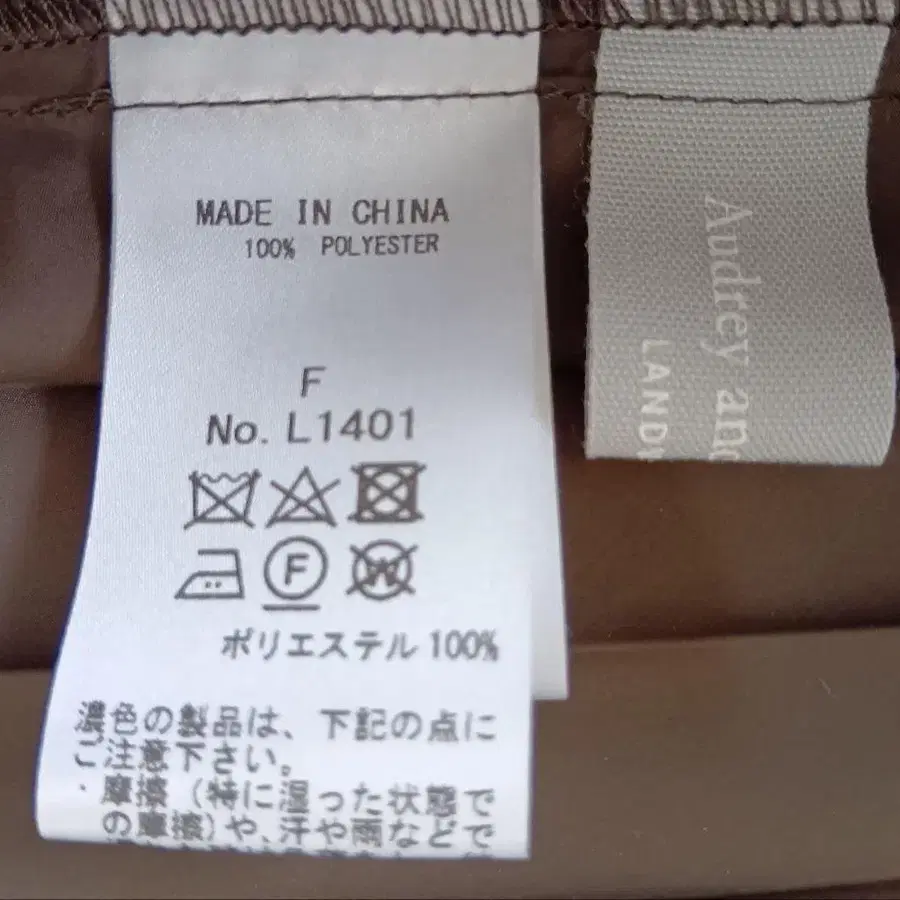 MADE IN CHINA
100% POLYESTER
F
No. L1401
F
W
ポリエステル 100%
濃色の製品は、下記の点に
ご注意下さい。
・摩擦(特に湿った状態で
の摩擦)や、汗や雨などで
Audrey and
LAND